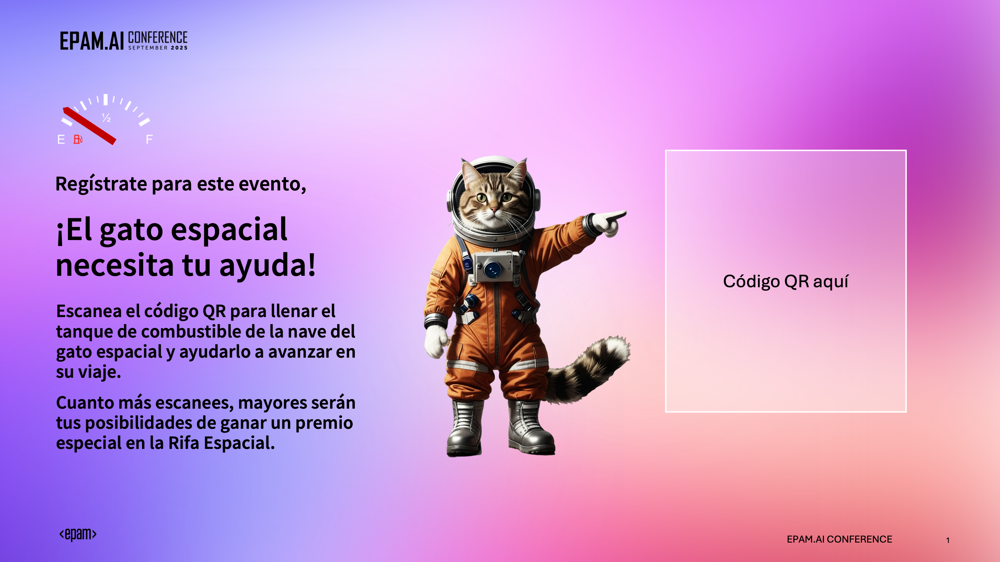 EPAM.AI CONFERENCE
SEPTEMBER 2025
½
E F
Regístrate para este evento,
¡El gato espacial
necesita tu ayuda!
Escanea el código QR para llenar el
tanque de combustible de la nave del
gato espacial y ayudarlo a avanzar en
su viaje.
Cuanto más escanees, mayores serán
tus posibilidades de ganar un premio
especial en la Rifa Espacial.
Código QR aquí
<epam>
EPAM.AI CONFERENCE
1